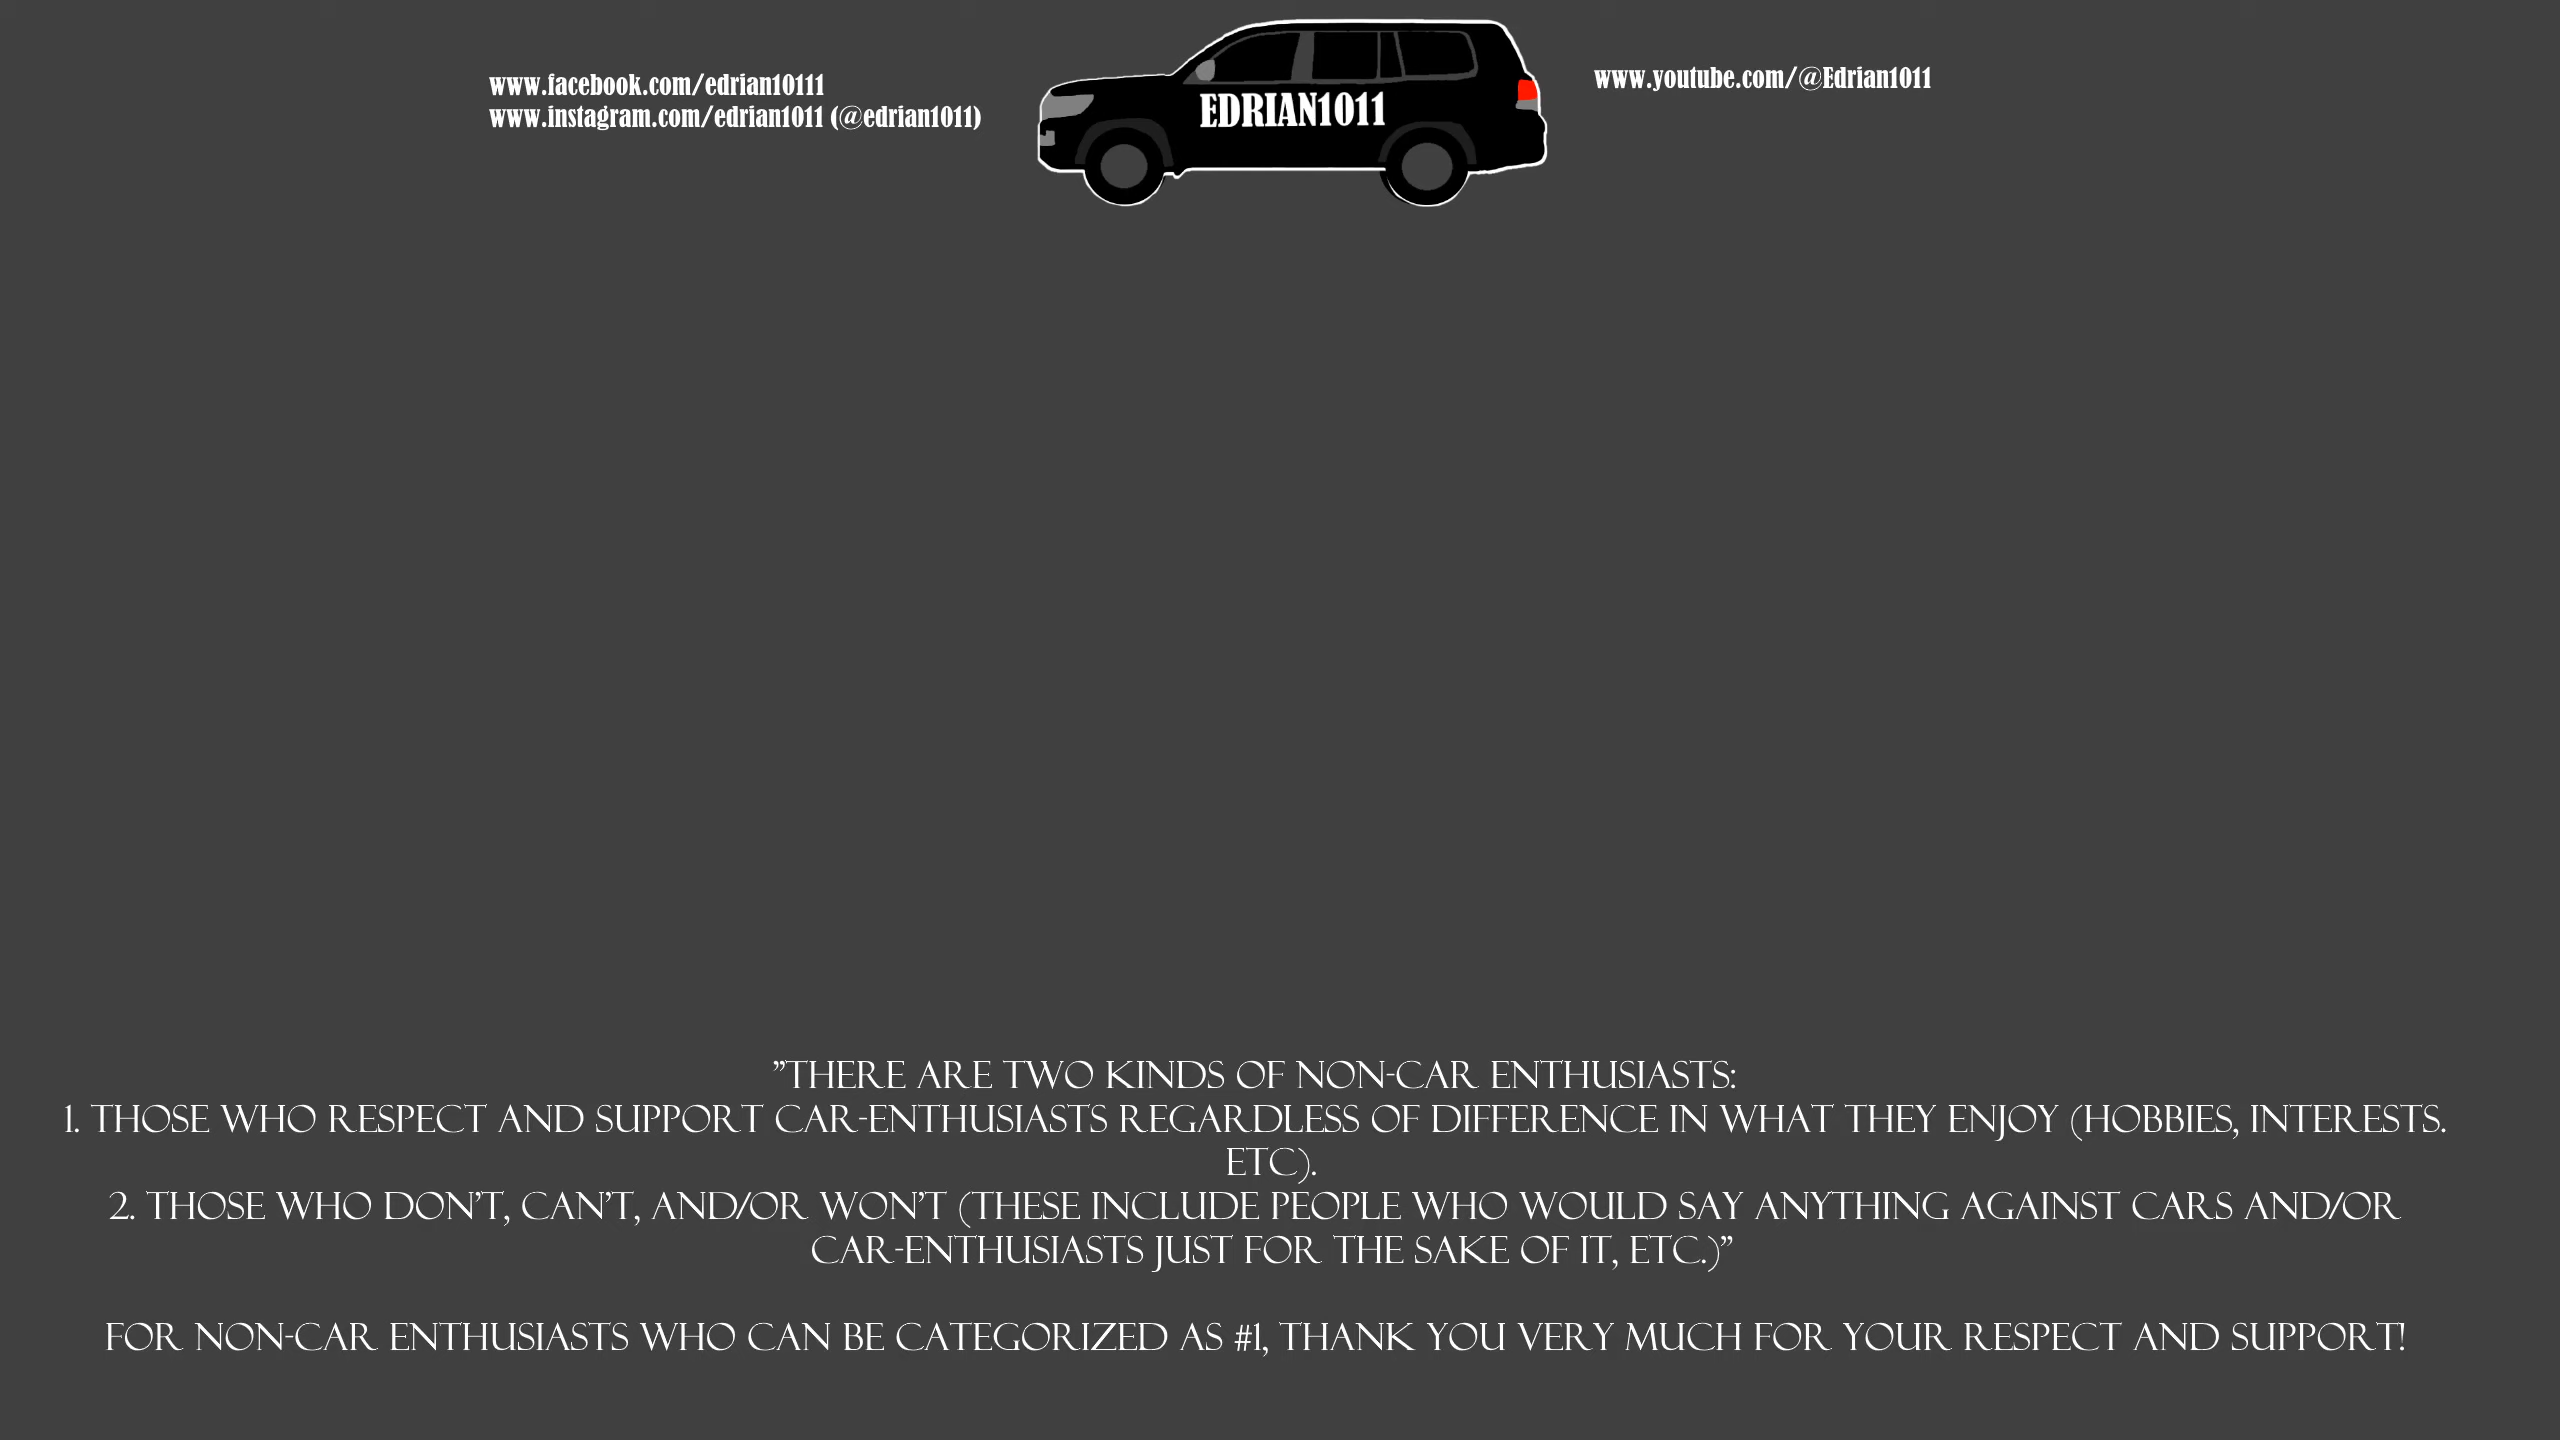 www.facebook.com/edrian10111
www.instagram.com/edrian1011 (@edrian1011)
EDRIAN1011
www.youtube.com/@Edrian1011
"THERE ARE TWO KINDS OF NON-CAR ENTHUSIASTS:
1. THOSE WHO RESPECT AND SUPPORT CAR-ENTHUSIASTS REGARDLESS OF DIFFERENCE IN WHAT THEY ENJOY (HOBBIES, INTERESTS.
ETC).
2. THOSE WHO DON'T, CAN'T, AND/OR WON'T (THESE INCLUDE PEOPLE WHO WOULD SAY ANYTHING AGAINST CARS AND/OR
CAR-ENTHUSIASTS JUST FOR THE SAKE OF IT, ETC.)"
FOR NON-CAR ENTHUSIASTS WHO CAN BE CATEGORIZED AS #1, THANK YOU VERY MUCH FOR YOUR RESPECT AND SUPPORT!